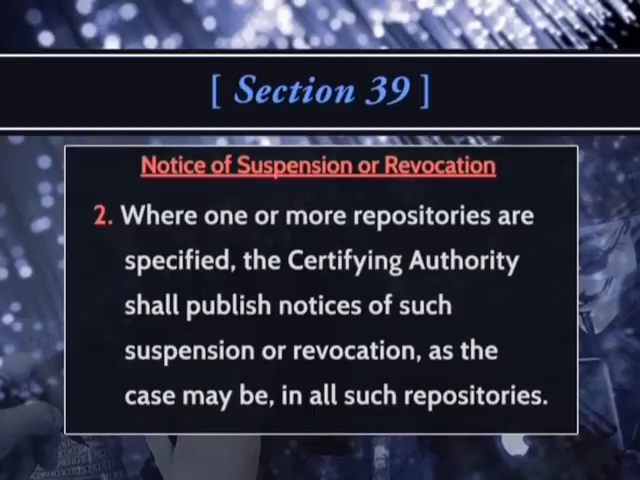 [ Section 39 ]
Notice of Suspension or Revocation
2. Where one or more repositories are
specified, the Certifying Authority
shall publish notices of such
suspension or revocation, as the
case may be, in all such repositories.